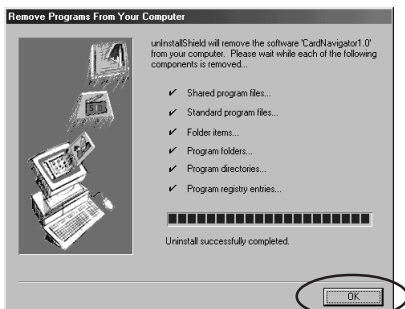 Remove Programs From Your Computer
unInstallShield will remove the software 'CardNavigator1.0'
from your computer. Please wait while each of the following
components is removed...
✔ Shared program files...
✔ Standard program files...
✔ Folder items...
✔ Program folders...
✔ Program directories...
✔ Program registry entries...
Uninstall successfully completed.
OK